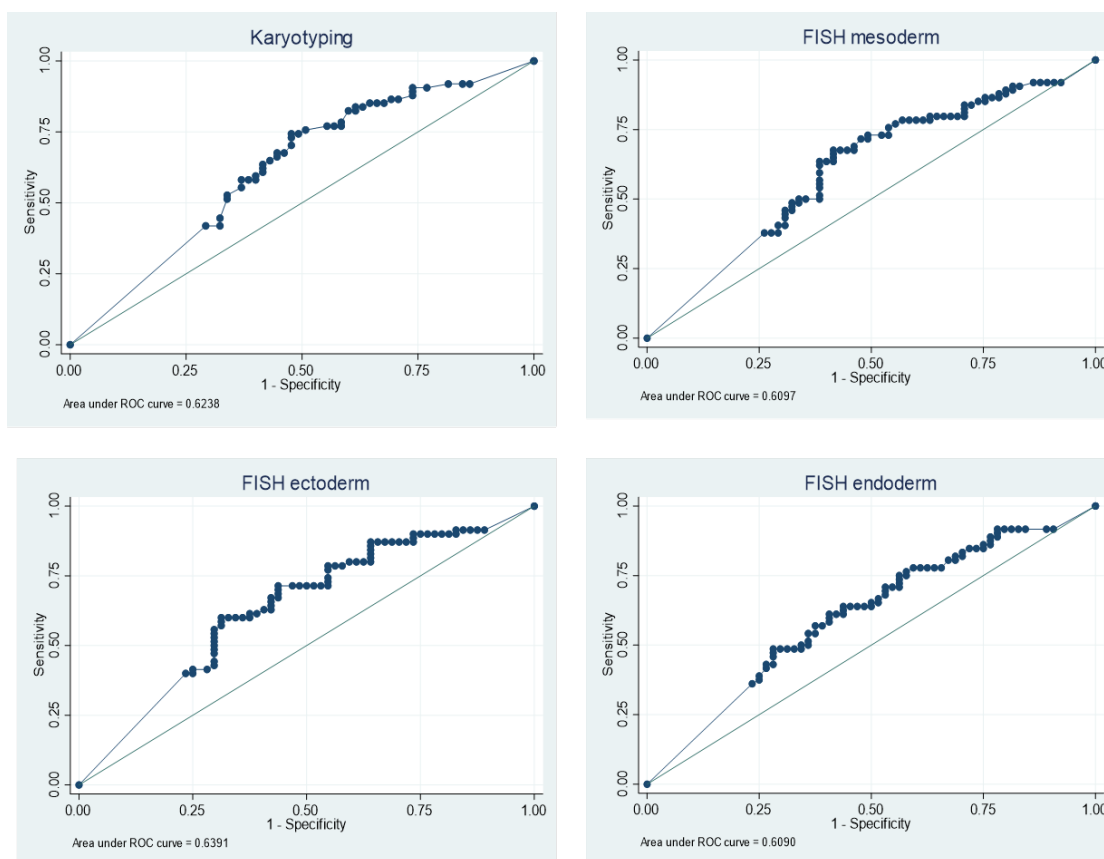 Karyotyping
Sensitivity
1.00
0.75
0.50
0.25
0.00
0.00 0.25 0.50 0.75 1.00
1 - Specificity
Area under ROC curve = 0.6238
FISH mesoderm
Sensitivity
1.00
0.75
0.50
0.25
0.00
0.00 0.25 0.50 0.75 1.00
1 - Specificity
Area under ROC curve = 0.6097
FISH ectoderm
Sensitivity
1.00
0.75
0.50
0.25
0.00
0.00 0.25 0.50 0.75 1.00
1 - Specificity
Area under ROC curve = 0.6391
FISH endoderm
Sensitivity
1.00
0.75
0.50
0.25
0.00
0.00 0.25 0.50 0.75 1.00
1 - Specificity
Area under ROC curve = 0.6090